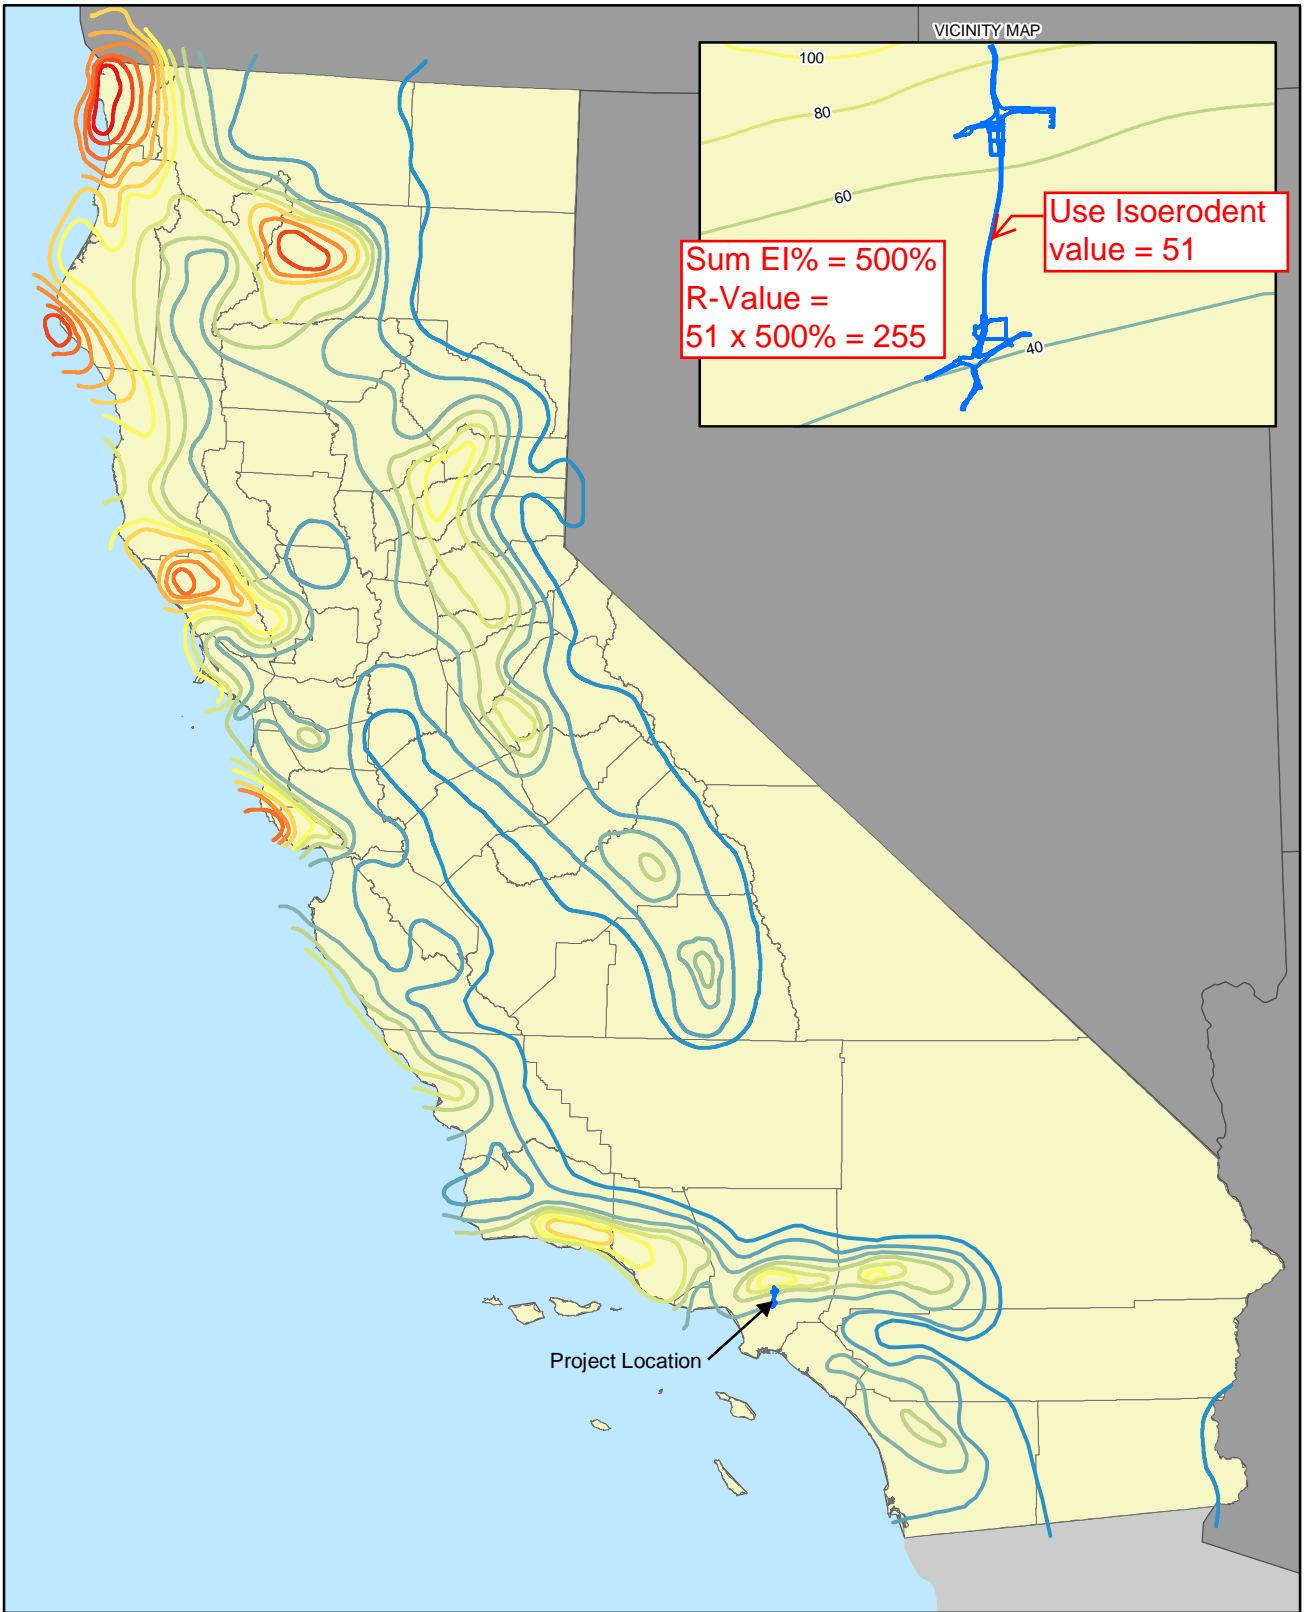 VICINITY MAP
100
80
60
Use Isoerodent
value = 51
Sum EI% = 500%
R-Value =
51 x 500% = 255
40
Project Location